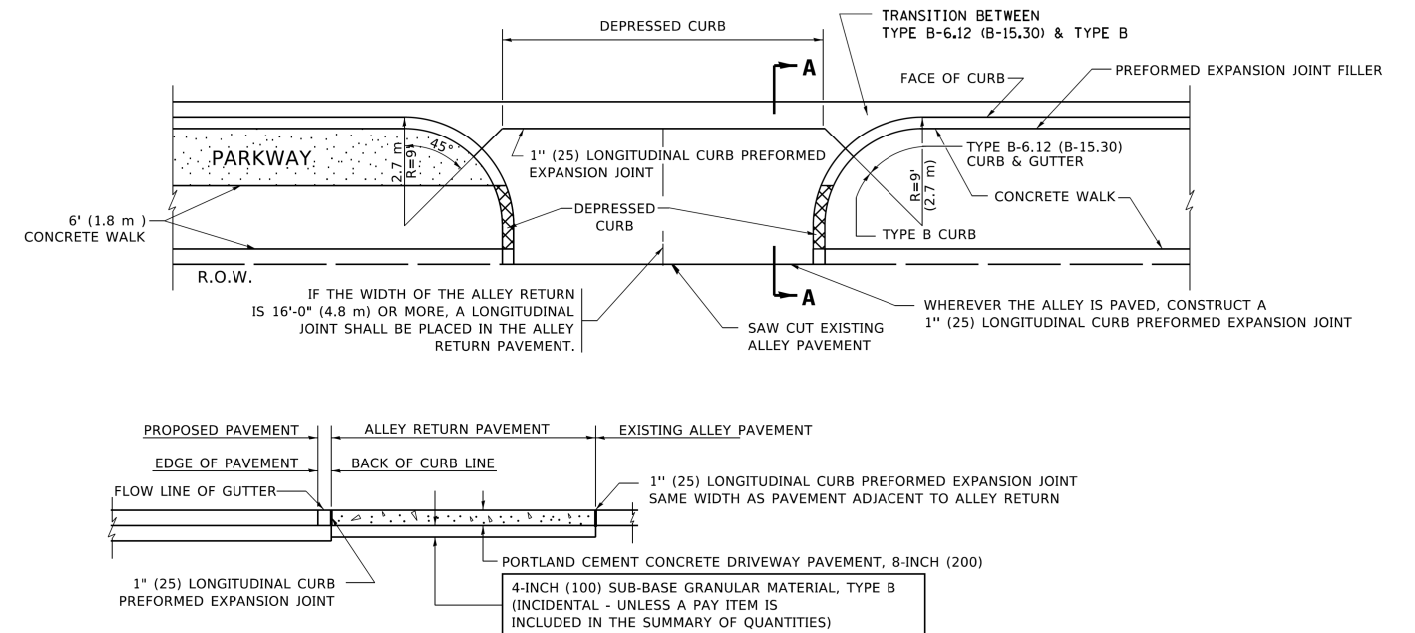 DEPRESSED CURB
TRANSITION BETWEEN
TYPE B-6.12 (B-15.30) & TYPE B
A
FACE OF CURB
PREFORMED EXPANSION JOINT FILLER
PARKWAY
2.7 m
R=9'
45°
1" (25) LONGITUDINAL CURB PREFORMED
EXPANSION JOINT
TYPE B-6.12 (B-15.30)
CURB & GUTTER
R=9'
(2.7 m)
CONCRETE WALK
6' (1.8 m )
CONCRETE WALK
DEPRESSED
CURB
TYPE B CURB
R.O.W.
A
IF THE WIDTH OF THE ALLEY RETURN
IS 16'-0" (4.8 m) OR MORE, A LONGITUDINAL
JOINT SHALL BE PLACED IN THE ALLEY
RETURN PAVEMENT.
SAW CUT EXISTING
ALLEY PAVEMENT
WHEREVER THE ALLEY IS PAVED, CONSTRUCT A
1" (25) LONGITUDINAL CURB PREFORMED EXPANSION JOINT
PROPOSED PAVEMENT
ALLEY RETURN PAVEMENT
EXISTING ALLEY PAVEMENT
EDGE OF PAVEMENT
BACK OF CURB LINE
FLOW LINE OF GUTTER
1" (25) LONGITUDINAL CURB PREFORMED EXPANSION JOINT
SAME WIDTH AS PAVEMENT ADJACENT TO ALLEY RETURN
PORTLAND CEMENT CONCRETE DRIVEWAY PAVEMENT, 8-INCH (200)
1" (25) LONGITUDINAL CURB
PREFORMED EXPANSION JOINT
4-INCH (100) SUB-BASE GRANULAR MATERIAL, TYPE B
(INCIDENTAL - UNLESS A PAY ITEM IS
INCLUDED IN THE SUMMARY OF QUANTITIES)